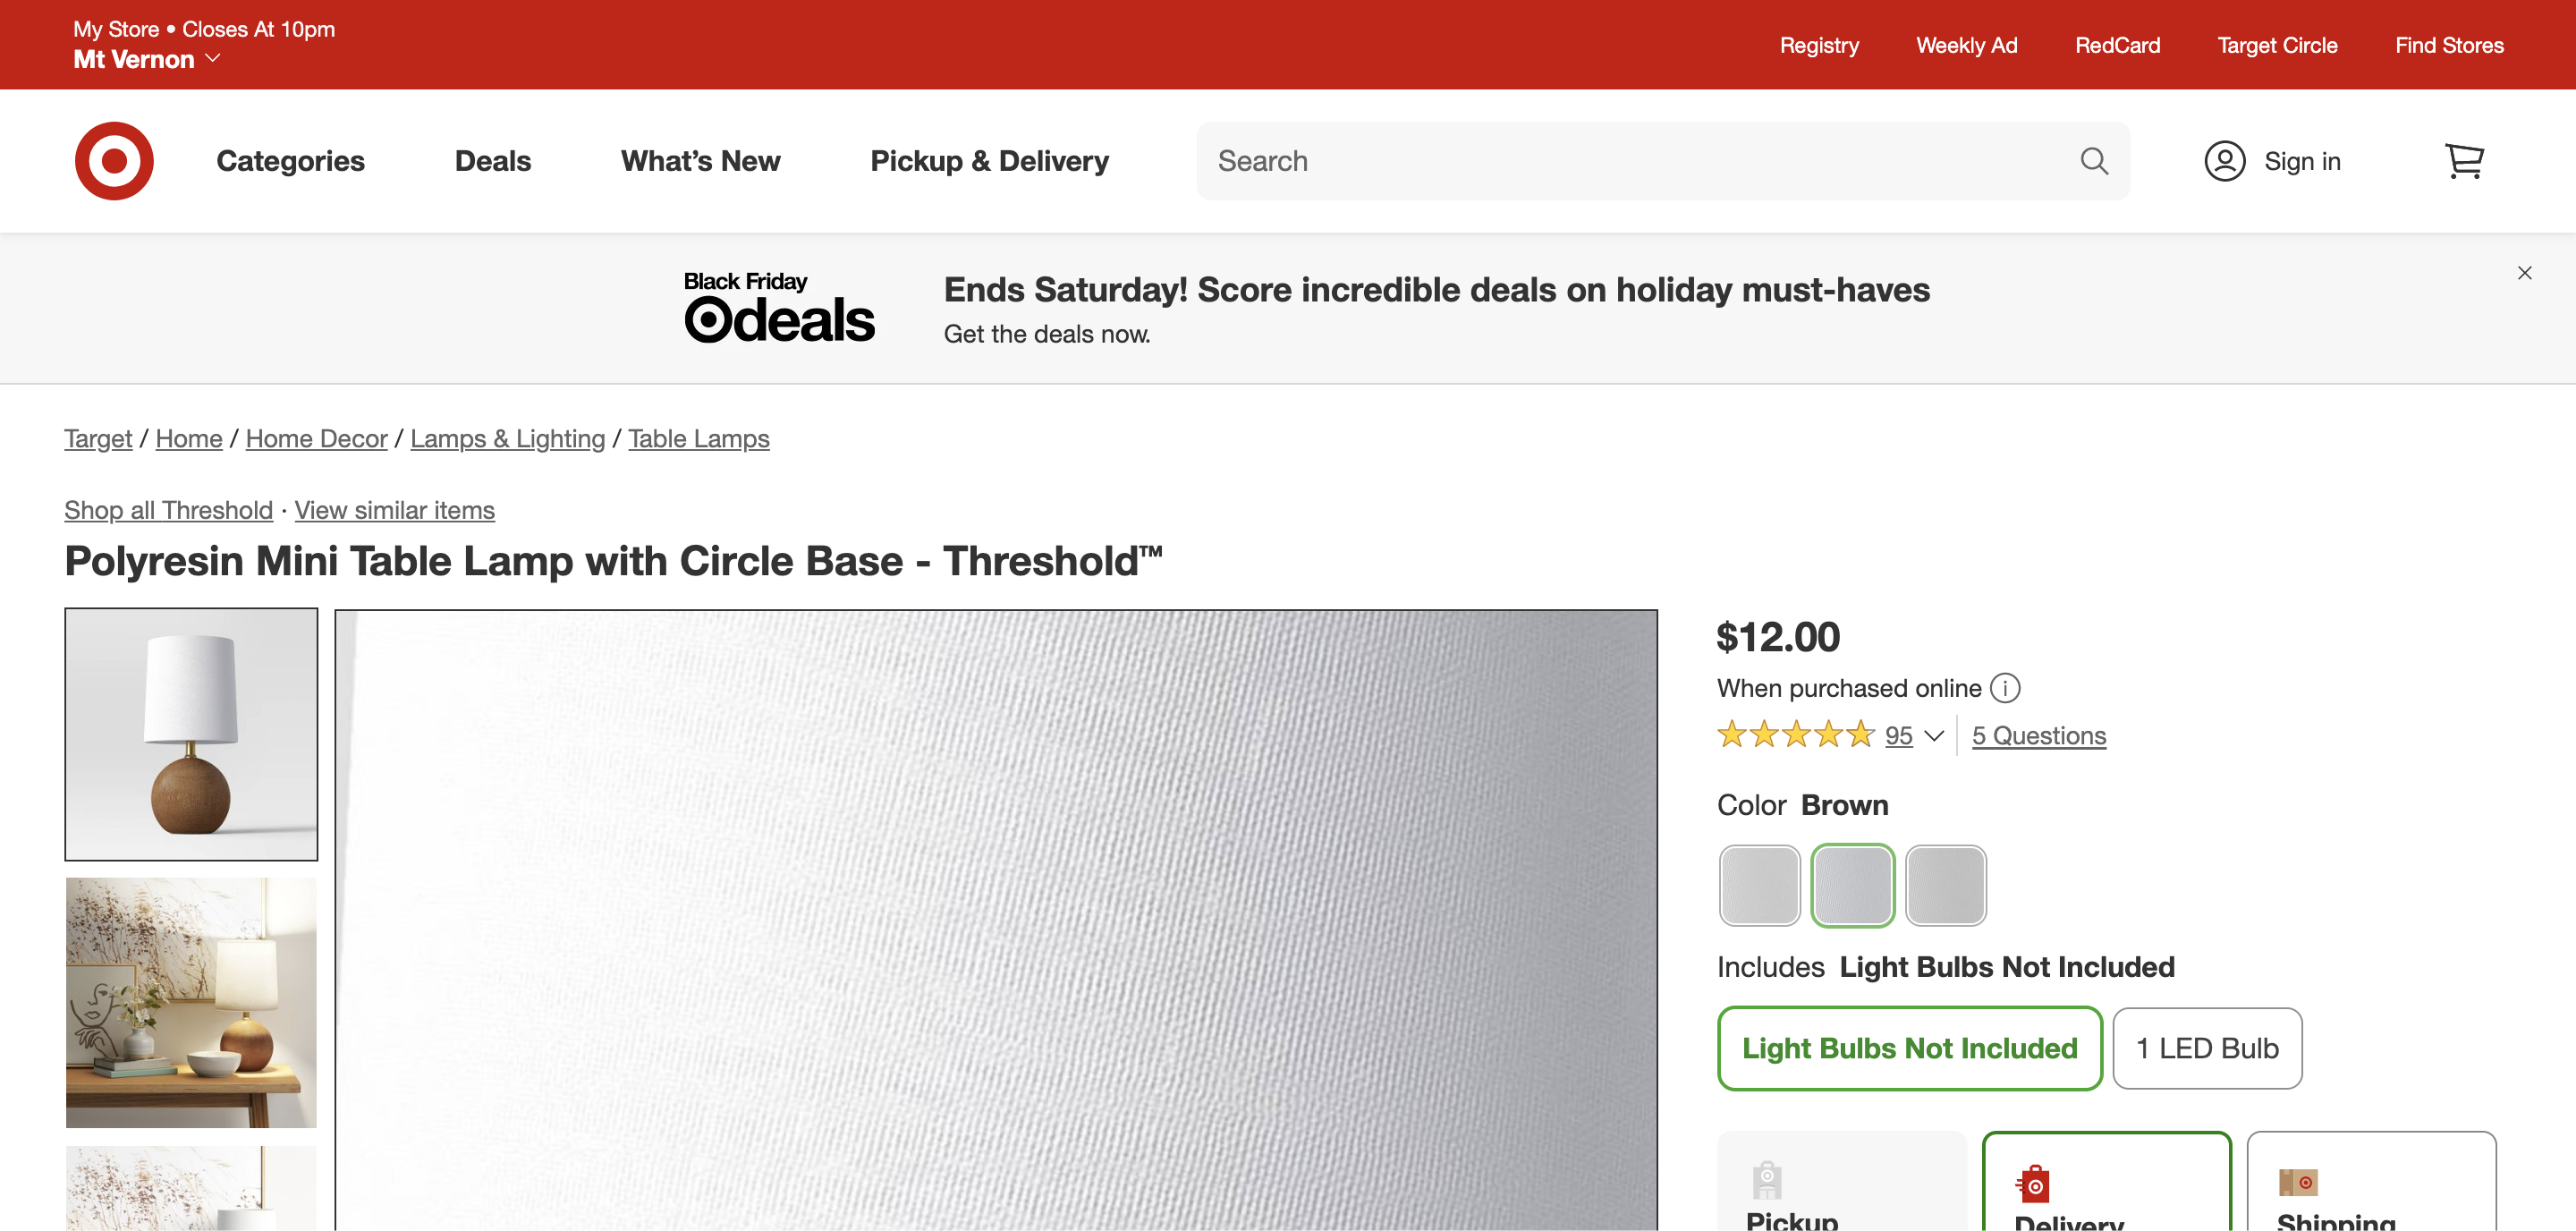 My Store • Closes At 10pm
Mt Vernon
Registry
Weekly Ad
RedCard
Target Circle
Find Stores
Categories
Deals
What's New
Pickup & Delivery
Search
Sign in
Black Friday
deals
Ends Saturday! Score incredible deals on holiday must-haves
Get the deals now.
Target / Home / Home Decor / Lamps & Lighting / Table Lamps
Shop all Threshold · View similar items
Polyresin Mini Table Lamp with Circle Base - Threshold™
$12.00
When purchased online
95
5 Questions
Color Brown
Includes Light Bulbs Not Included
Light Bulbs Not Included
1 LED Bulb
Pickup
Delivery
Shipping